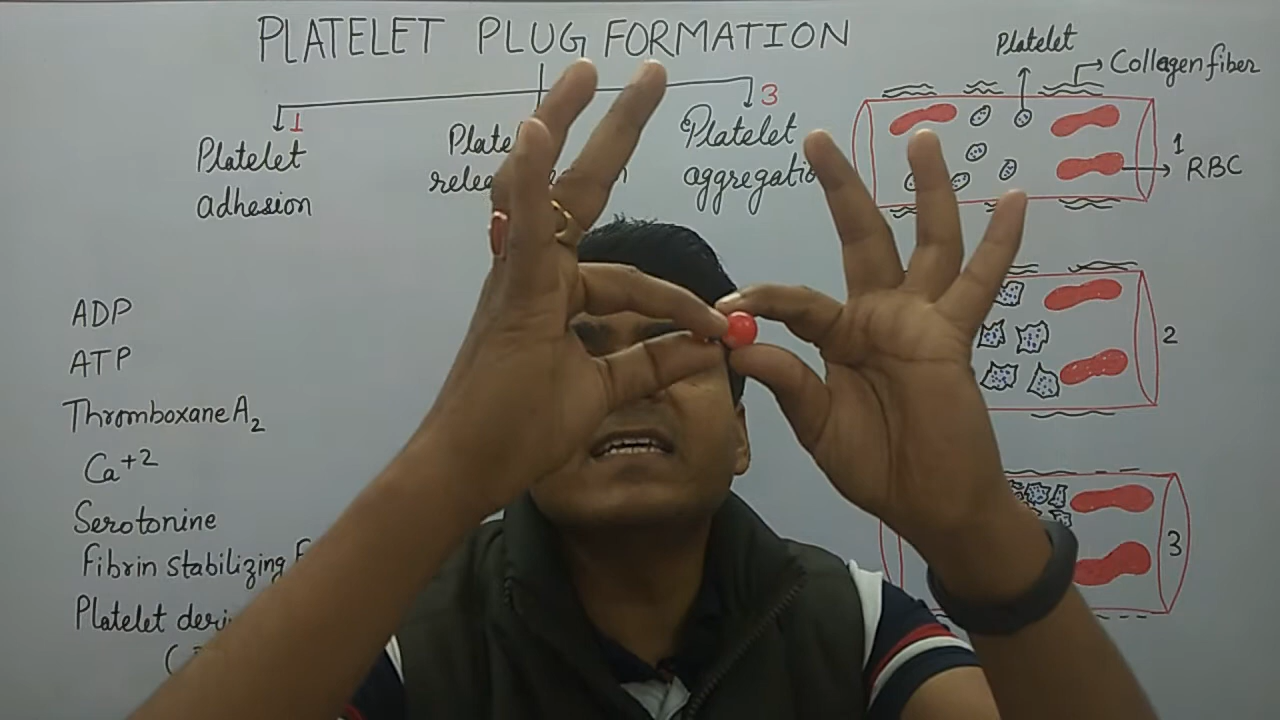 PLATELET PLUG FORMATION
1
3
Platelet
adhesion
Platelet
aggregatio
Platelet
Collagen fiber
1
RBC
2
3
ADP
ATP
Thromboxane A2
Ca+2
Serotonine
Fibrin stabilizing
Platelet